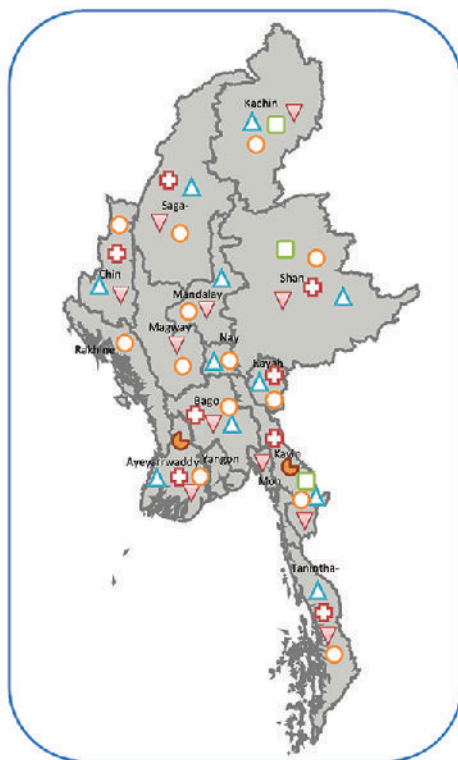 Kachin
Saga-
Chin
Shan
Mandalay
Magway
Rakhine
Nay
Kayah
Bago
Ayeyarwaddy
Yangon
Kayin
Mon
Tanintha-